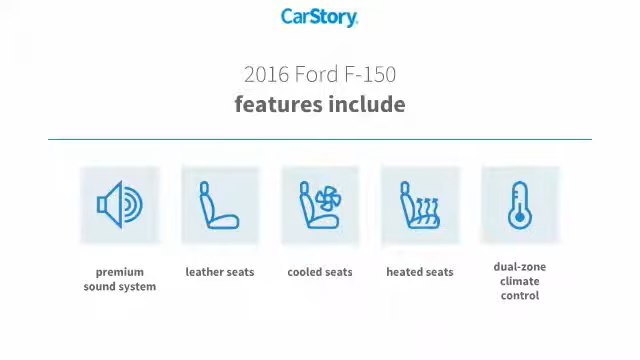 CarStory.
2016 Ford F-150
features include
premium
sound system
leather seats
cooled seats
heated seats
dual-zone
climate
control